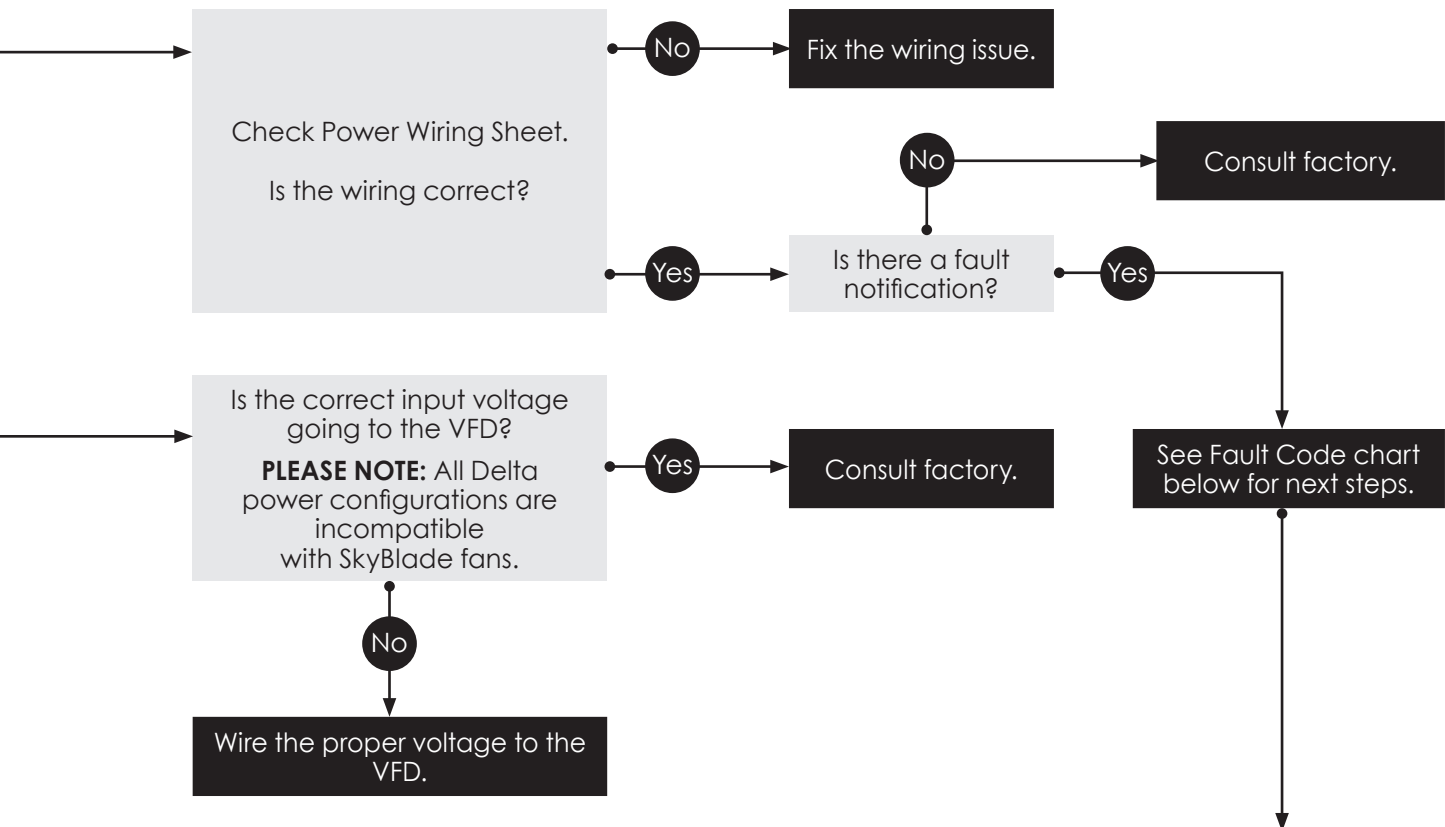 Check Power Wiring Sheet.
Is the wiring correct?
No
Fix the wiring issue.
Yes
Is there a fault
notification?
No
Consult factory.
Yes
See Fault Code chart
below for next steps.
Is the correct input voltage
going to the VFD?
PLEASE NOTE: All Delta
power configurations are
incompatible
with SkyBlade fans.
Yes
Consult factory.
No
Wire the proper voltage to the
VFD.